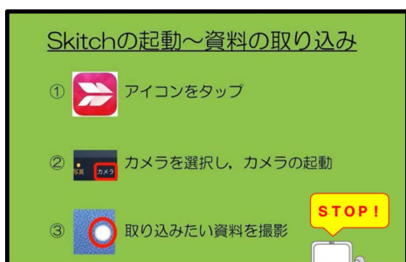 Skitchの起動～資料の取り込み
① アイコンをタップ
② 写真 カメラ カメラを選択し，カメラの起動
③ 取り込みたい資料を撮影
STOP!